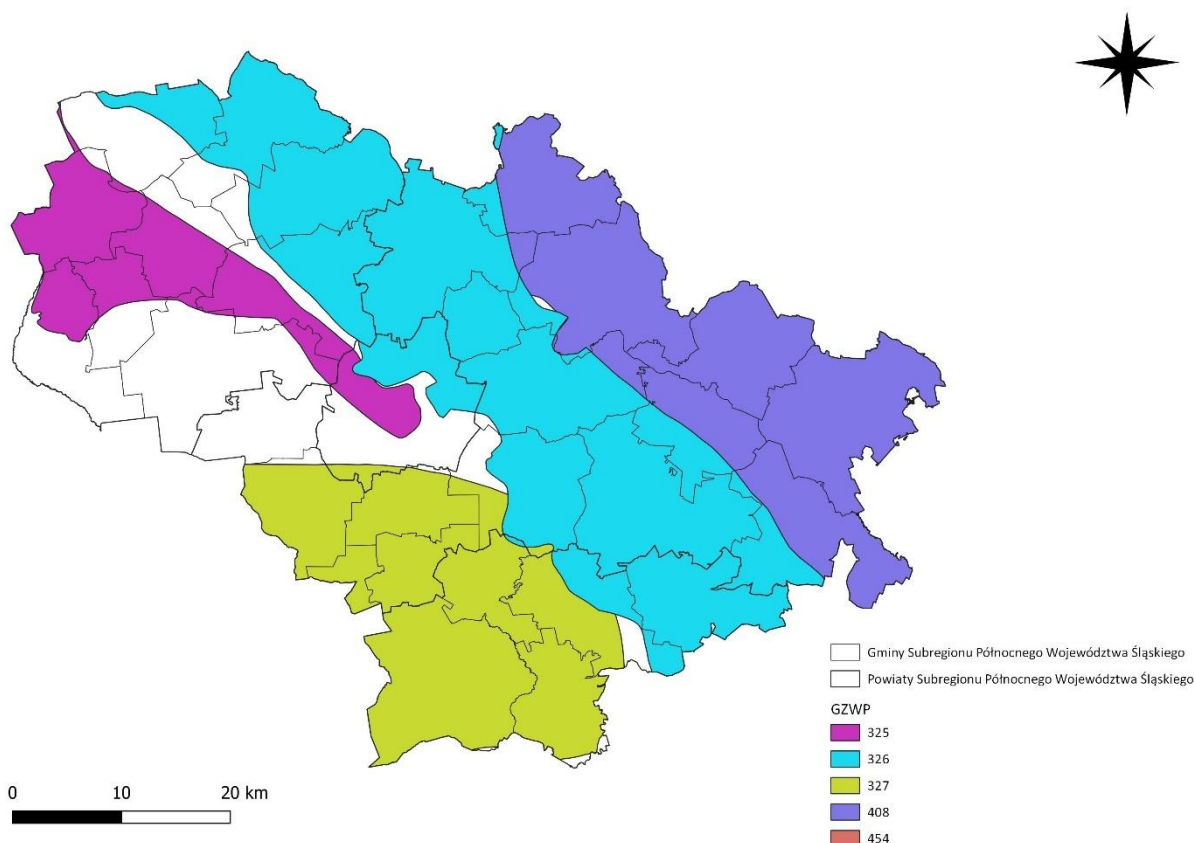 Gminy Subregionu Północnego Województwa Śląskiego
Powiaty Subregionu Północnego Województwa Śląskiego
GZWP
325
326
327
408
454
0 10 20 km